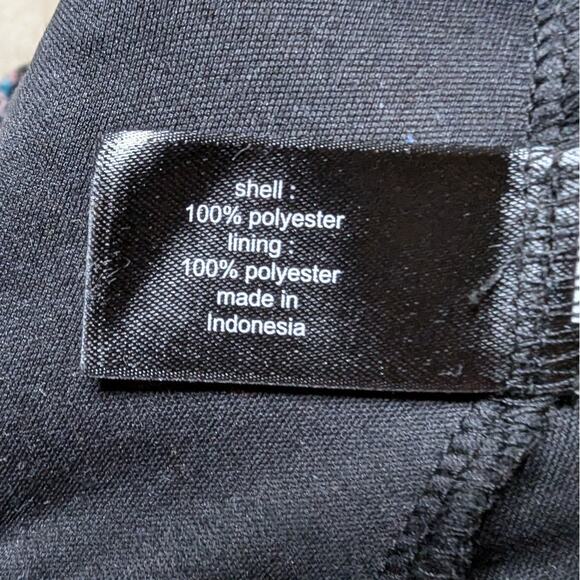 shell :
100% polyester
lining :
100% polyester
made in
Indonesia